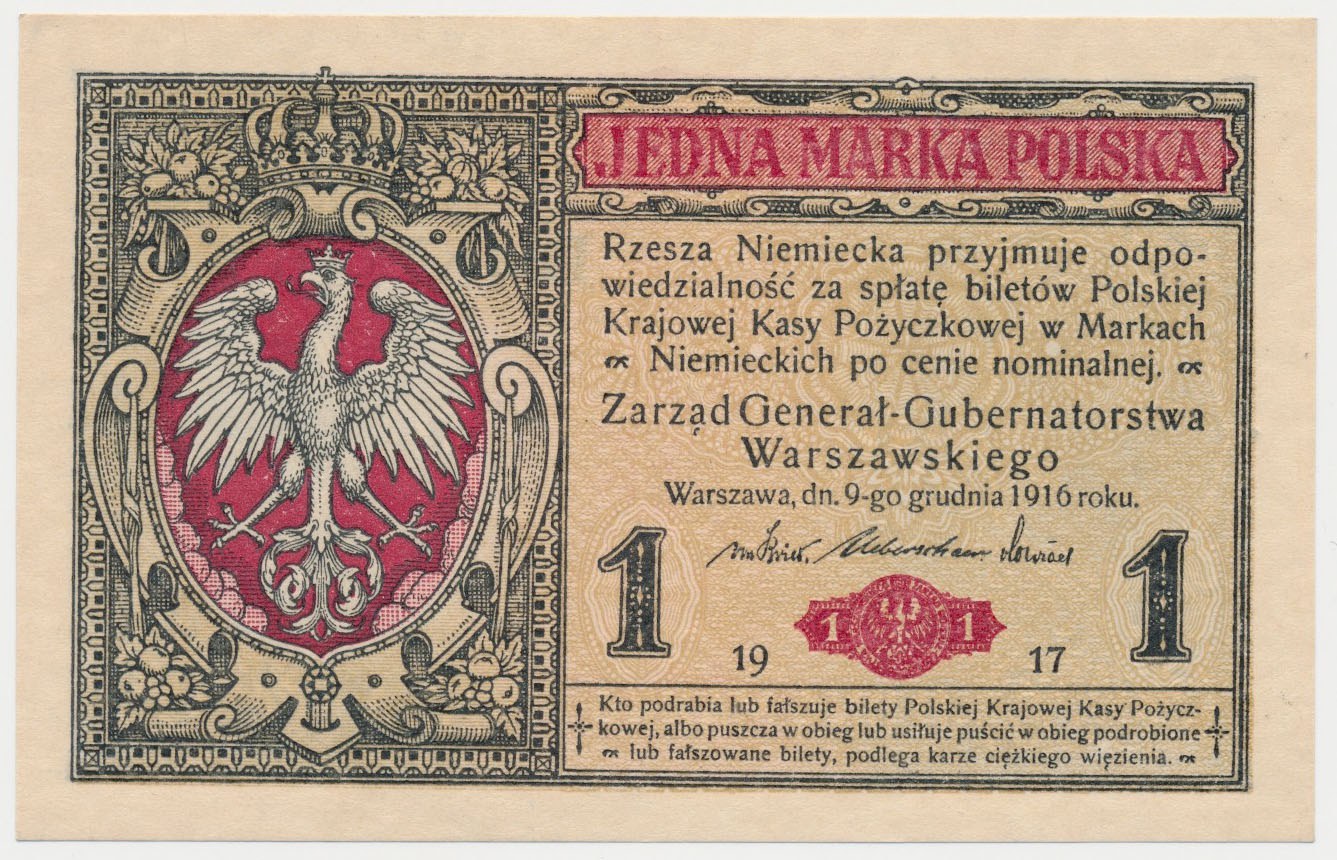 JEDNA MARKA POLSKA
Rzesza Niemiecka przyjmuje odpo-
wiedzialność za spłatę biletów Polskiej
Krajowej Kasy Pożyczkowej w Markach
Niemieckich po cenie nominalnej.
Zarząd Generał-Gubernatorstwa
Warszawskiego
Warszawa, dn. 9-go grudnia 1916 roku.
1 1
1 1
19 17
Kto podrabia lub fałszuje bilety Polskiej Krajowej Kasy Pożycz-
kowej, albo puszcza w obieg lub usiłuje puścić w obieg podrobione
lub fałszowane bilety, podlega karze ciężkiego więzienia.